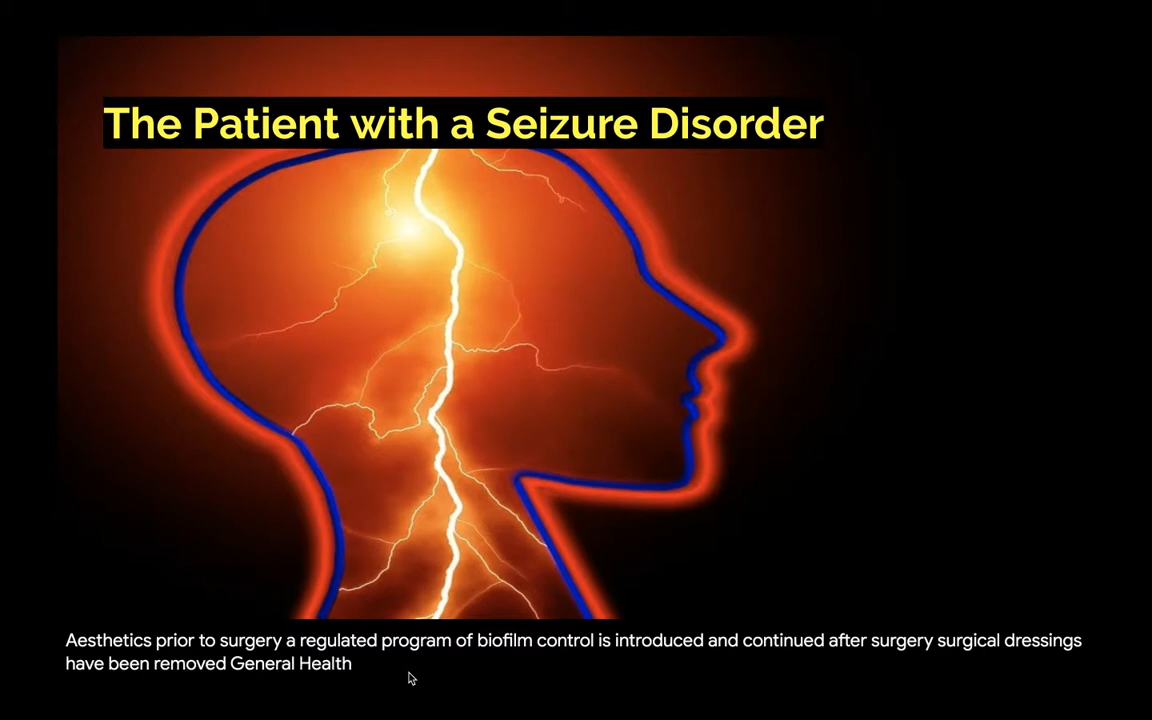 The Patient with a Seizure Disorder
Aesthetics prior to surgery a regulated program of biofilm control is introduced and continued after surgery surgical dressings
have been removed General Health